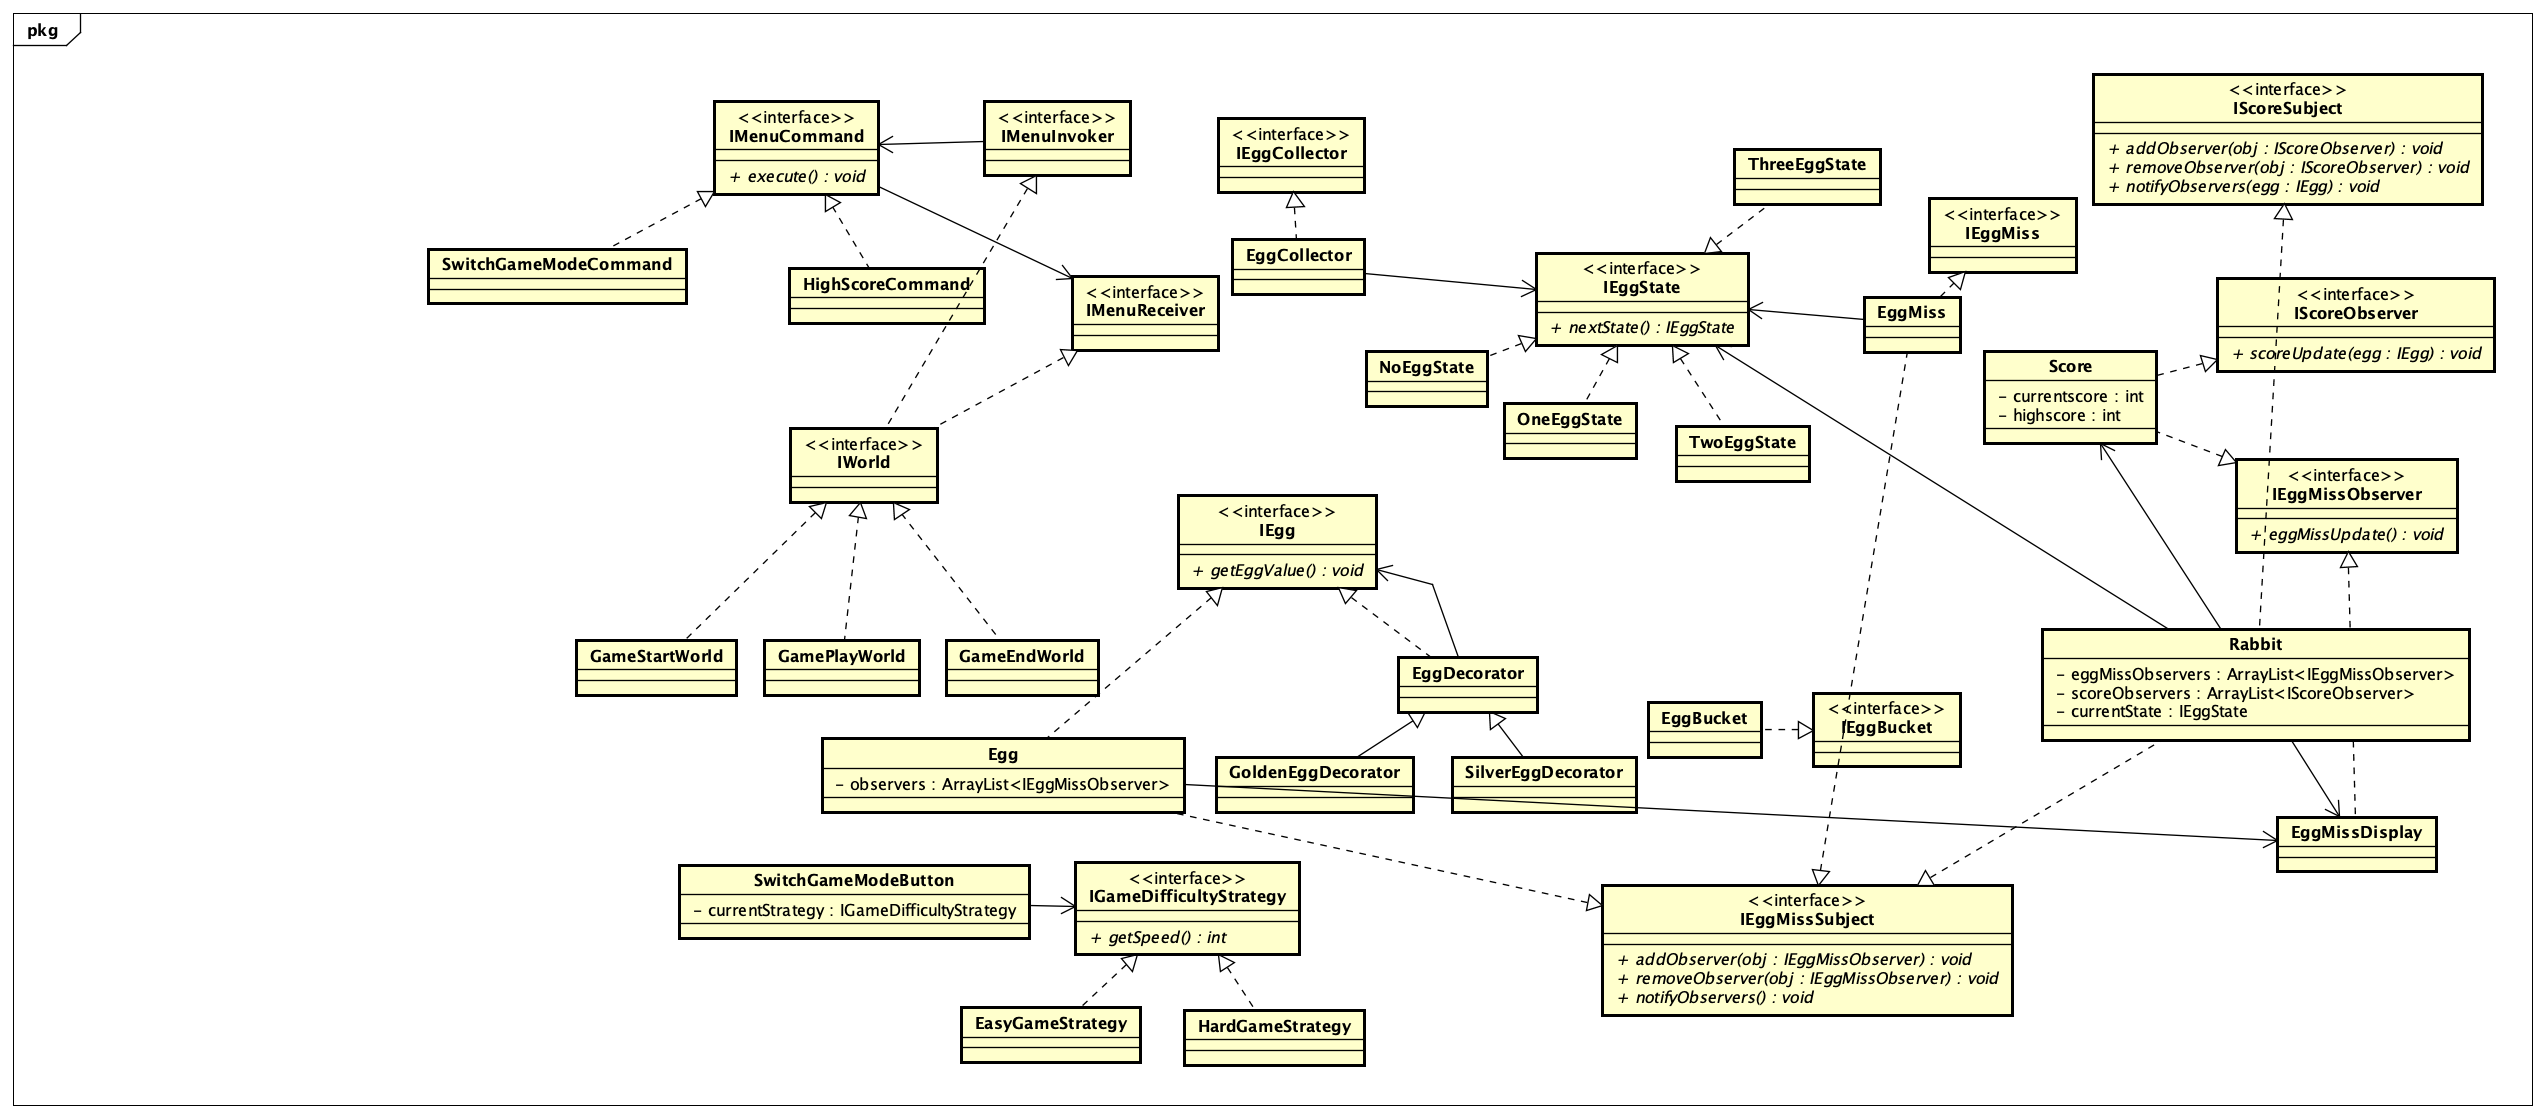 pkg
<<interface>>
IScoreSubject
+ addObserver(obj : IScoreObserver) : void
+ removeObserver(obj : IScoreObserver) : void
+ notifyObservers(egg : IEgg) : void
<<interface>>
IMenuCommand
+ execute() : void
<<interface>>
IMenuInvoker
<<interface>>
IEggCollector
ThreeEggState
<<interface>>
IEggMiss
SwitchGameModeCommand
HighScoreCommand
<<interface>>
IMenuReceiver
EggCollector
<<interface>>
IEggState
+ nextState() : IEggState
EggMiss
<<interface>>
IScoreObserver
+ scoreUpdate(egg : IEgg) : void
NoEggState
OneEggState
TwoEggState
Score
- currentscore : int
- highscore : int
<<interface>>
IWorld
<<interface>>
IEggMissObserver
+ eggMissUpdate() : void
<<interface>>
IEgg
+ getEggValue() : void
GameStartWorld
GamePlayWorld
GameEndWorld
EggDecorator
Rabbit
- eggMissObservers : ArrayList<IEggMissObserver>
- scoreObservers : ArrayList<IScoreObserver>
- currentState : IEggState
EggBucket
<<interface>>
IEggBucket
Egg
- observers : ArrayList<IEggMissObserver>
GoldenEggDecorator
SilverEggDecorator
EggMissDisplay
SwitchGameModeButton
- currentStrategy : IGameDifficultyStrategy
<<interface>>
IGameDifficultyStrategy
+ getSpeed() : int
<<interface>>
IEggMissSubject
+ addObserver(obj : IEggMissObserver) : void
+ removeObserver(obj : IEggMissObserver) : void
+ notifyObservers() : void
EasyGameStrategy
HardGameStrategy